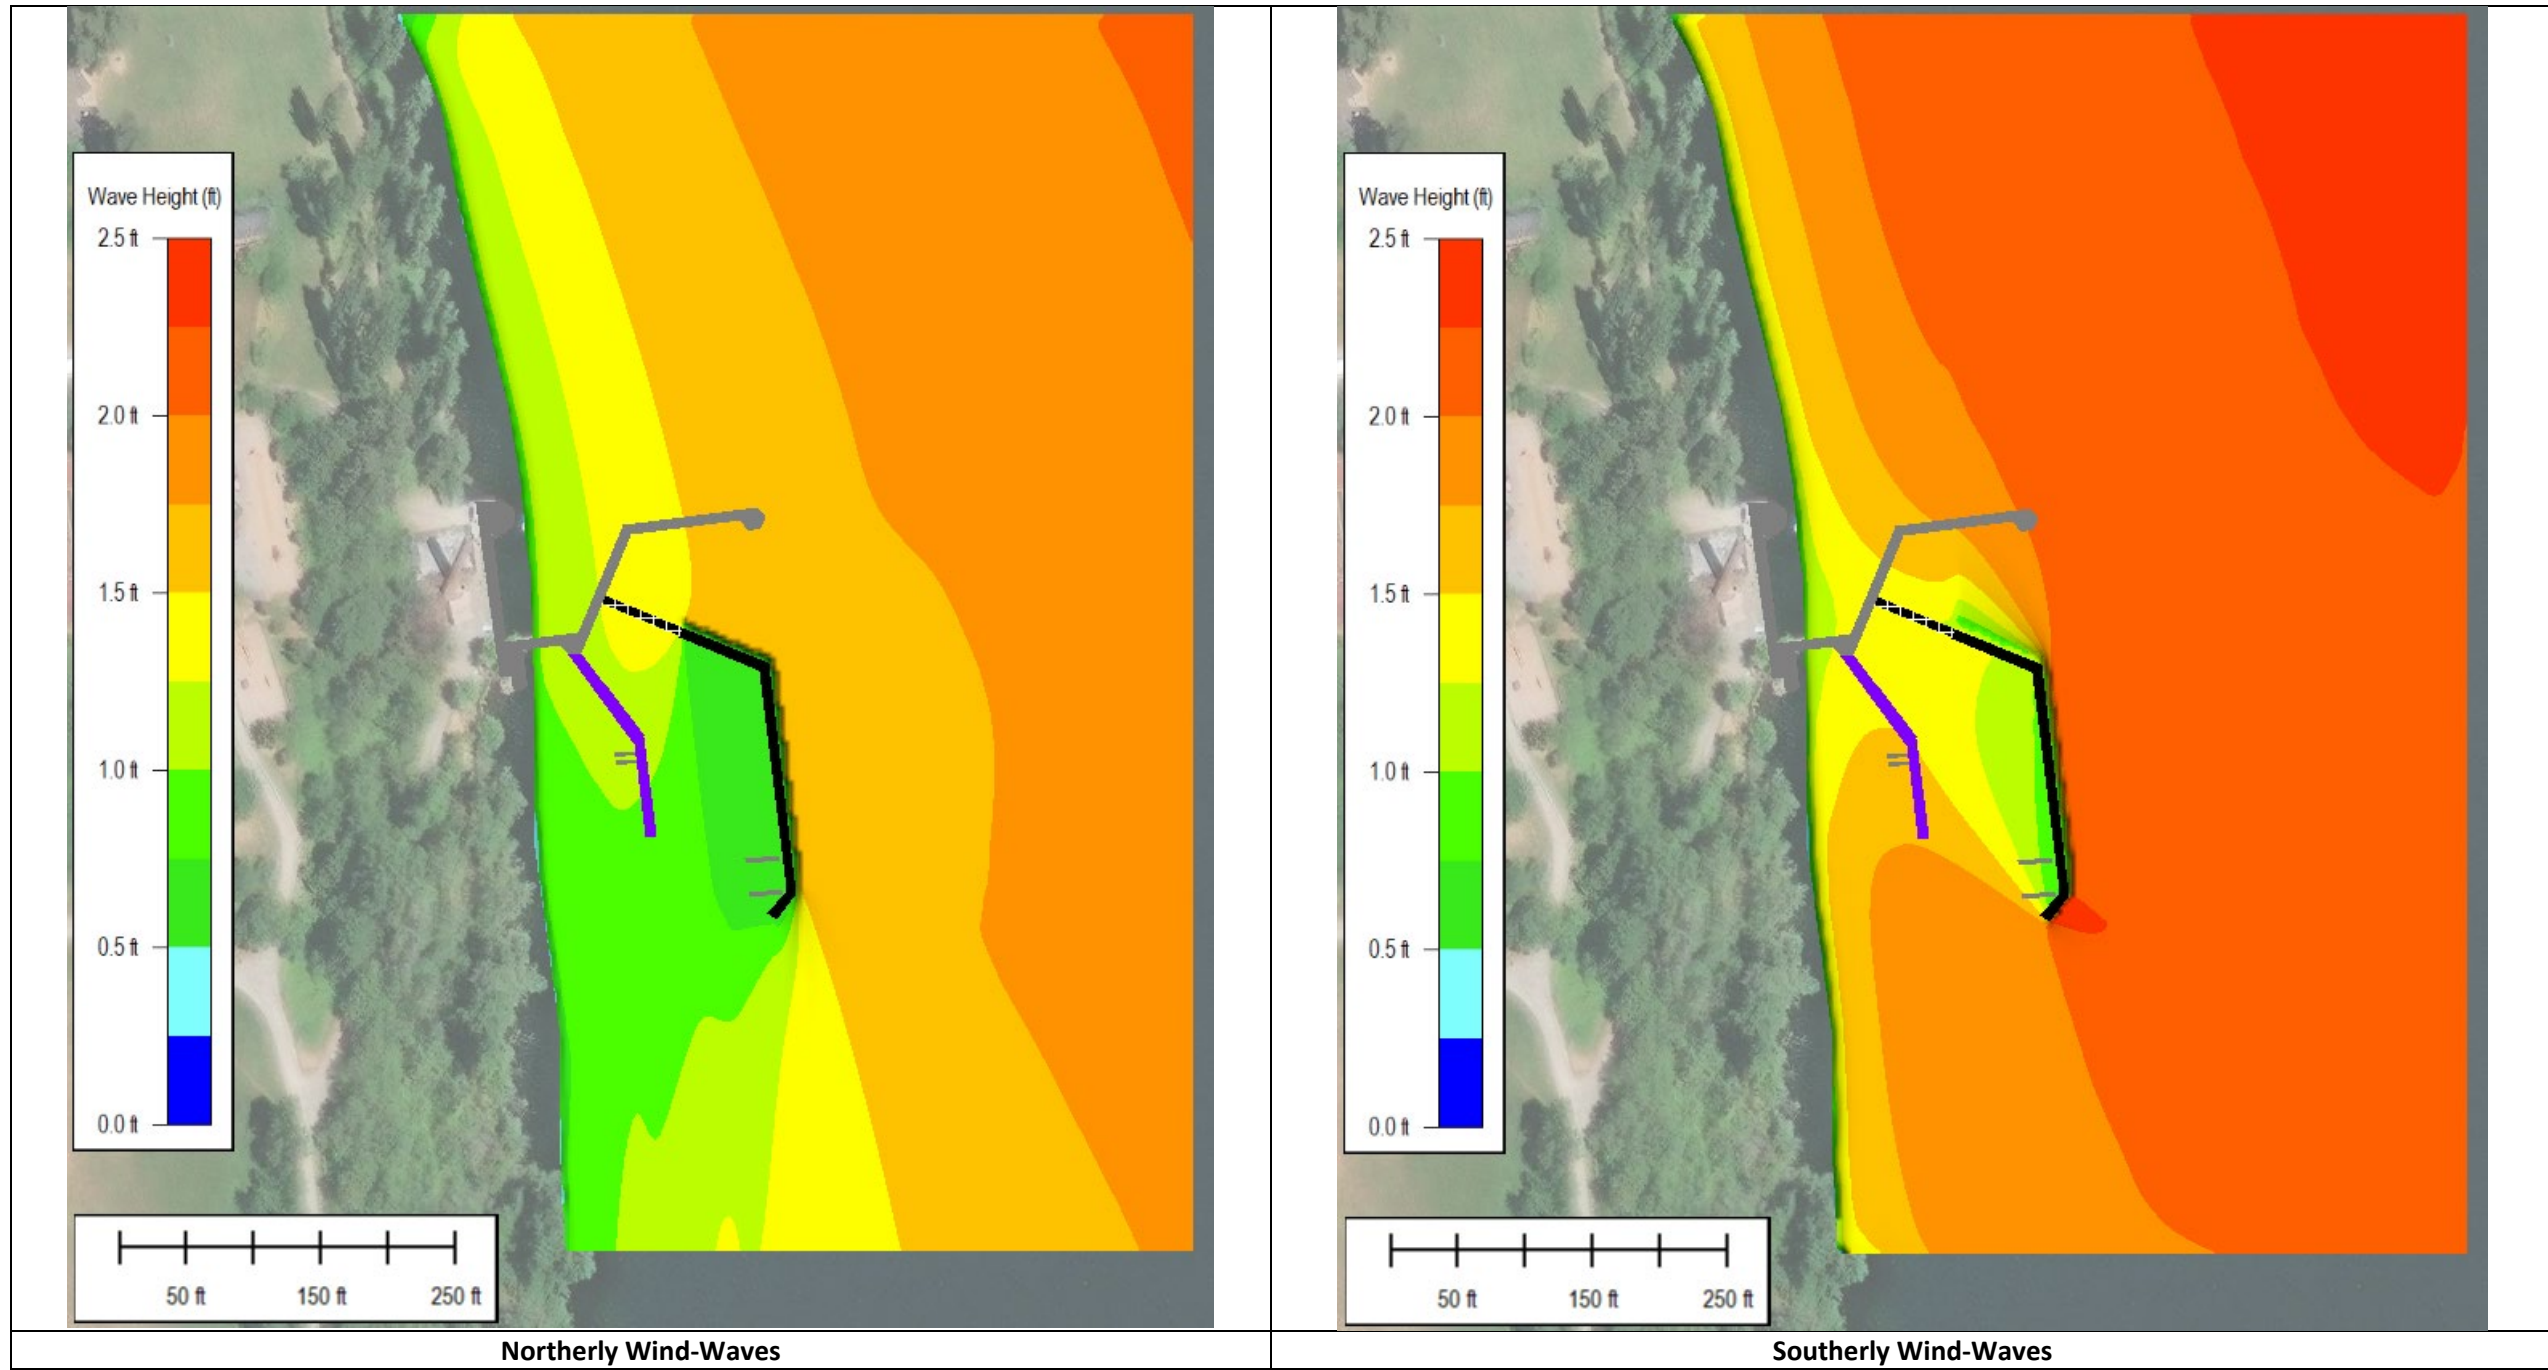 Wave Height (ft)
2.5 ft
2.0 ft
1.5 ft
1.0 ft
0.5 ft
0.0 ft
50 ft 150 ft 250 ft
Northerly Wind-Waves
Wave Height (ft)
2.5 ft
2.0 ft
1.5 ft
1.0 ft
0.5 ft
0.0 ft
50 ft 150 ft 250 ft
Southerly Wind-Waves